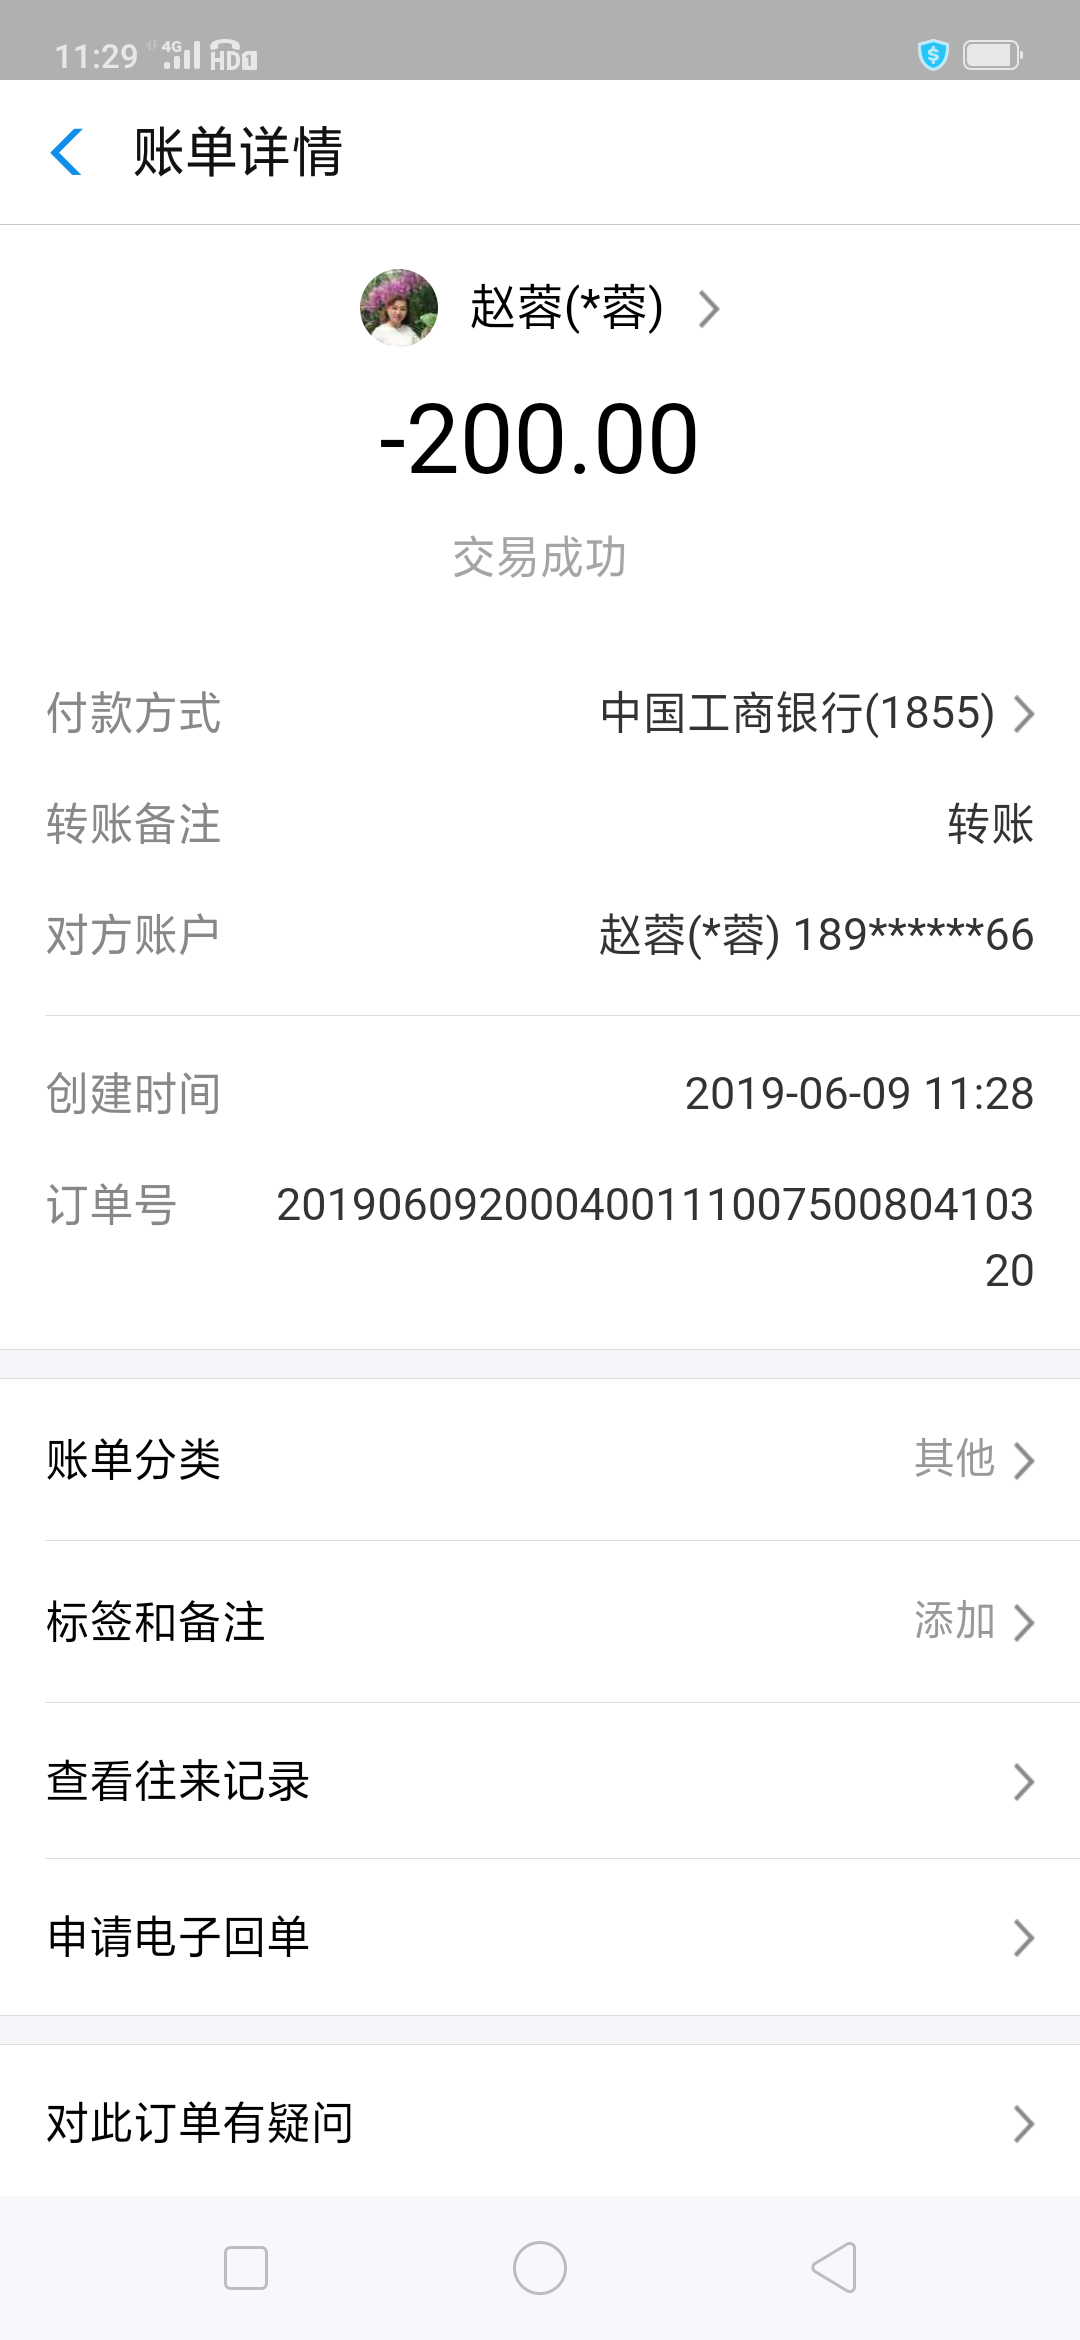 11:29 4G HD1
账单详情
赵蓉(*蓉)
-200.00
交易成功
付款方式 中国工商银行(1855)
转账备注 转账
对方账户 赵蓉(*蓉) 189******66
创建时间 2019-06-09 11:28
订单号 201906092000400111007500804103
20
账单分类 其他
标签和备注 添加
查看往来记录
申请电子回单
对此订单有疑问